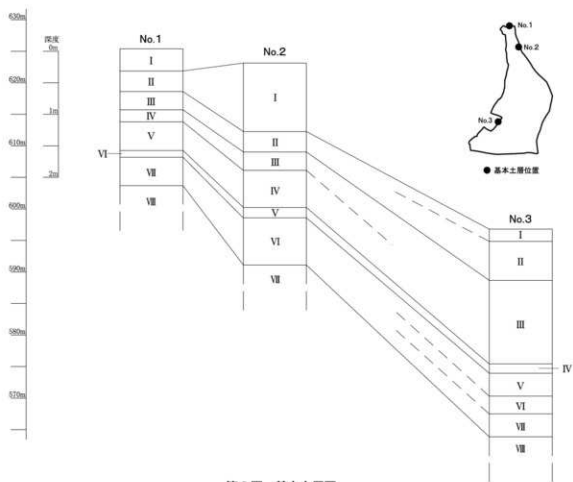 630m
620m
610m
600m
590m
580m
570m
深度
0m
1m
2m
No.1
I
II
III
IV
V
VI
VII
VIII
No.2
I
II
III
IV
V
VI
VII
No.3
I
II
III
IV
V
VI
VII
VIII
No.1
No.2
No.3
● 基本土層位置